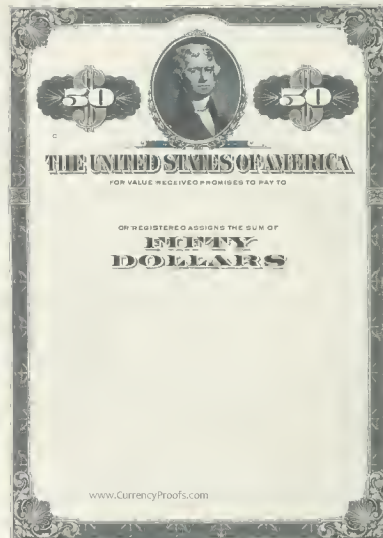 50 50
C
THE UNITED STATES OF AMERICA
FOR VALUE RECEIVED PROMISES TO PAY TO
OR REGISTERED ASSIGNS THE SUM OF
FIFTY
DOLLARS
www.CurrencyProofs.com